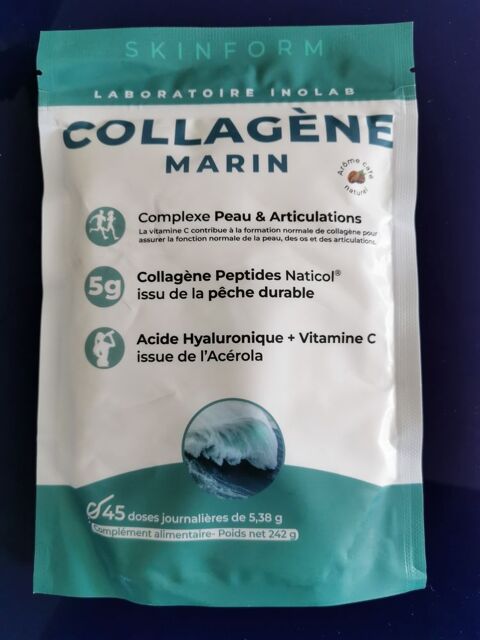 SKINFORM
LABORATOIRE INOLAB
COLLAGÈNE
MARIN
Arôme café
naturel
Complexe Peau & Articulations
La vitamine C contribue à la formation normale de collagène pour
assurer la fonction normale de la peau, des os et des articulations.
5g
Collagène Peptides Naticol®
issu de la pêche durable
Acide Hyaluronique + Vitamine C
issue de l'Acérola
45 doses journalières de 5,38 g
Complément alimentaire- Poids net 242 g